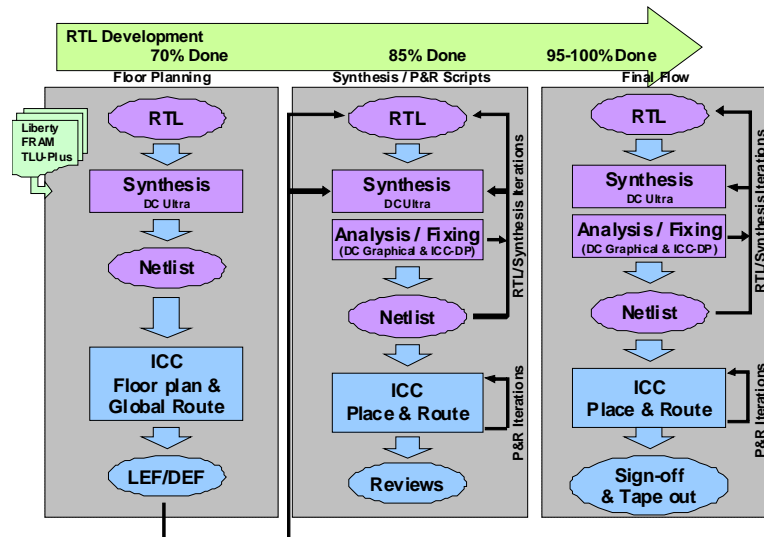 RTL Development
70% Done
85% Done
95-100% Done
Floor Planning
Synthesis / P&R Scripts
Final Flow
Liberty
FRAM
TLU-Plus
RTL
Synthesis
DC Ultra
Netlist
ICC
Floor plan &
Global Route
LEF/DEF
RTL
Synthesis
DC Ultra
Analysis / Fixing
(DC Graphical & ICC-DP)
Netlist
ICC
Place & Route
Reviews
RTL/Synthesis Iterations
P&R Iterations
RTL
Synthesis
DC Ultra
Analysis / Fixing
(DC Graphical & ICC-DP)
Netlist
ICC
Place & Route
Sign-off
& Tape out
RTL/Synthesis Iterations
P&R Iterations